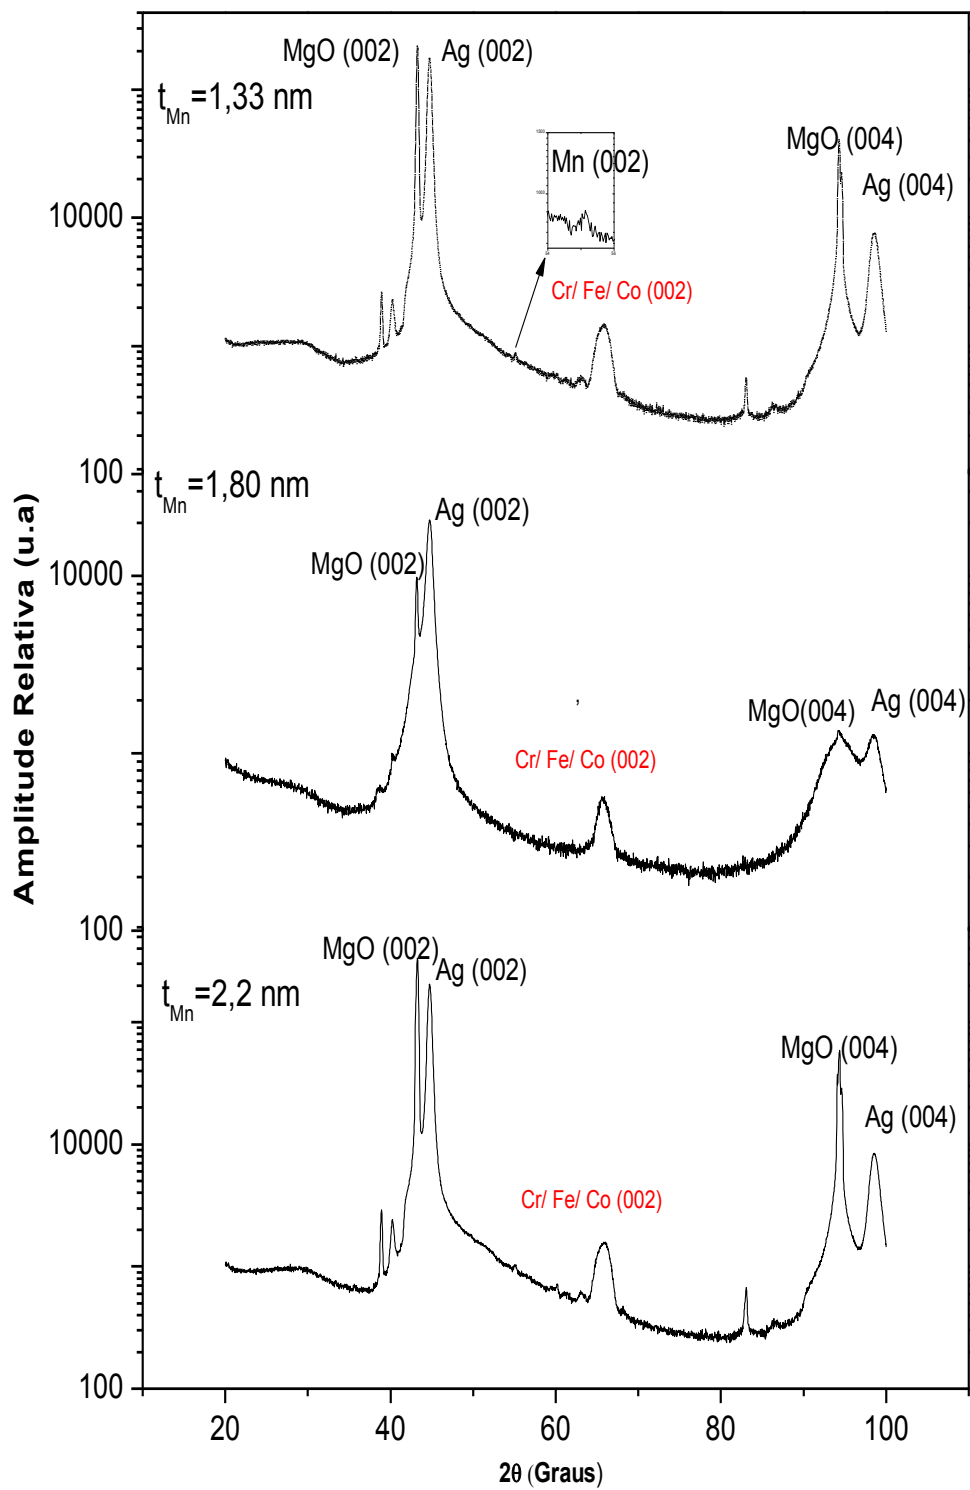 MgO (002)
Ag (002)
t_Mn=1,33 nm
Mn (002)
MgO (004)
Ag (004)
10000
Cr/ Fe/ Co (002)
100
t_Mn=1,80 nm
Ag (002)
MgO (002)
10000
,
MgO(004)
Ag (004)
Cr/ Fe/ Co (002)
Amplitude Relativa (u.a)
100
MgO (002)
Ag (002)
t_Mn=2,2 nm
MgO (004)
Ag (004)
10000
Cr/ Fe/ Co (002)
100
20 40 60 80 100
2θ (Graus)